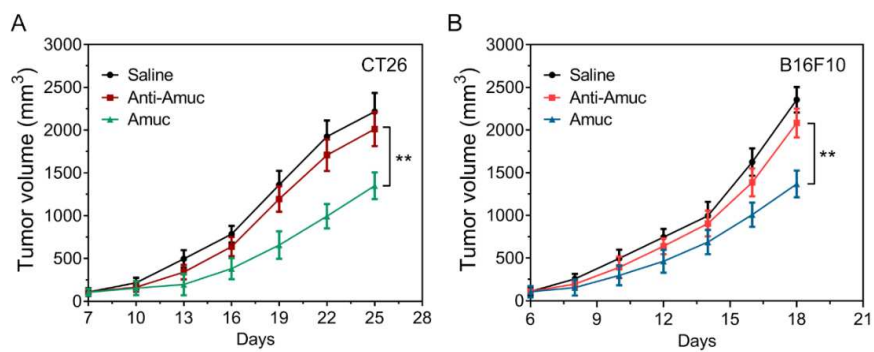 A
Tumor volume (mm³)
3000
2500
2000
1500
1000
500
0
Saline
Anti-Amuc
Amuc
CT26
**
7 10 13 16 19 22 25 28
Days
B
Tumor volume (mm³)
3000
2500
2000
1500
1000
500
0
Saline
Anti-Amuc
Amuc
B16F10
**
6 9 12 15 18 21
Days